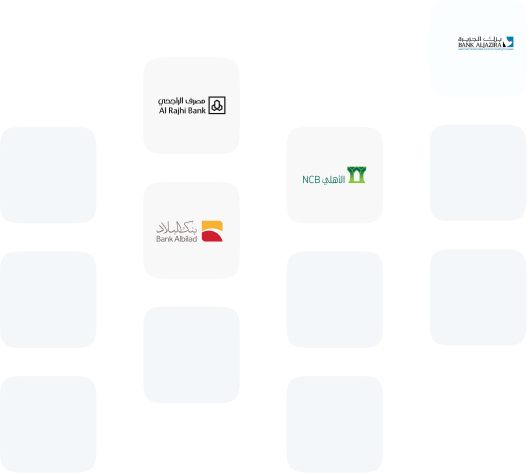 بنك الجزيرة
BANK ALJAZIRA
مصرف الراجحي
Al Rajhi Bank
NCB الأهلي
بنك البلاد
Bank Albilad